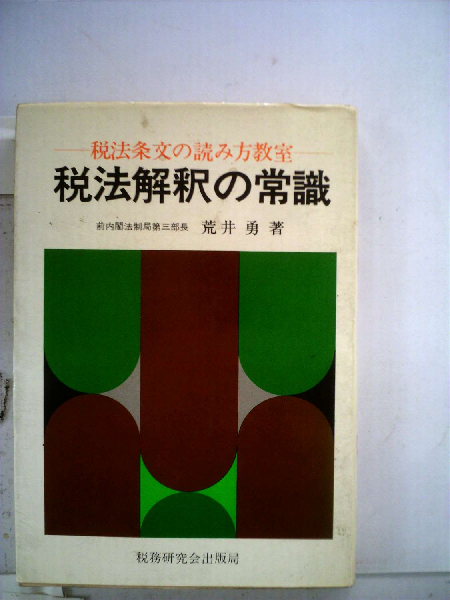 ―税法条文の読み方教室―
税法解釈の常識
前内閣法制局第三部長 荒井勇著
税務研究会出版局